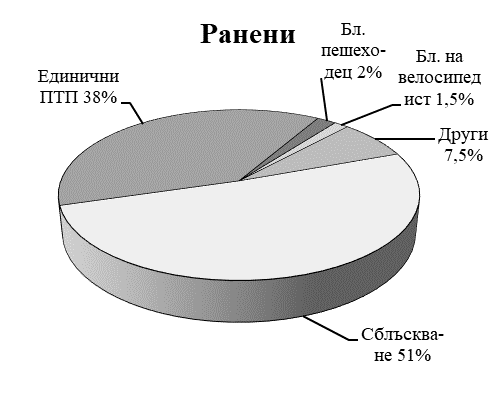 Ранени
Единични
ПТП 38%
Бл.
пешехо-
дец 2%
Бл. на
велосипед
ист 1,5%
Други
7,5%
Сблъсква-
не 51%